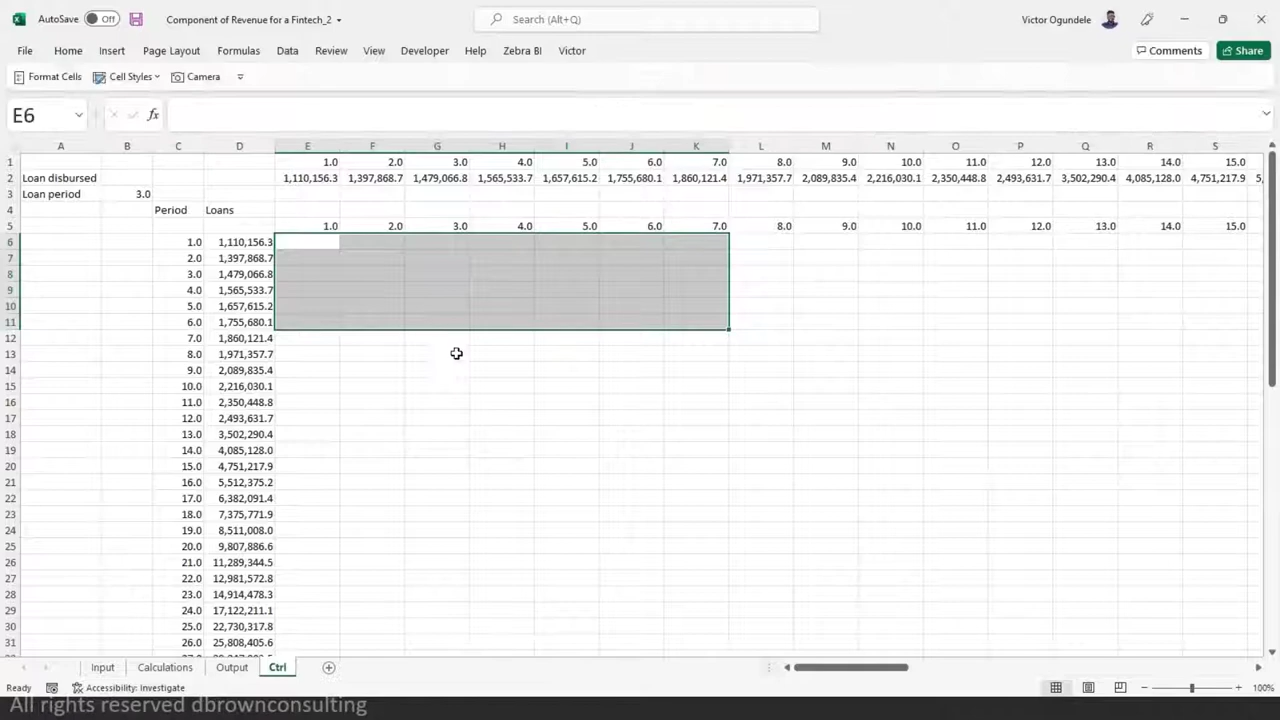 AutoSave Off Component of Revenue for a Fintech_2 Search (Alt+Q) Victor Ogundele
File Home Insert Page Layout Formulas Data Review View Developer Help Zebra BI Victor Comments Share
Format Cells Cell Styles Camera
E6 fx
A B C D E F G H I J K L M N O P Q R S
1 1.0 2.0 3.0 4.0 5.0 6.0 7.0 8.0 9.0 10.0 11.0 12.0 13.0 14.0 15.0
2 Loan disbursed 1,110,156.3 1,397,868.7 1,479,066.8 1,565,533.7 1,657,615.2 1,755,680.1 1,860,121.4 1,971,357.7 2,089,835.4 2,216,030.1 2,350,448.8 2,493,631.7 3,502,290.4 4,085,128.0 4,751,217.9 5,
3 Loan period 3.0
4 Period Loans
5 1.0 2.0 3.0 4.0 5.0 6.0 7.0 8.0 9.0 10.0 11.0 12.0 13.0 14.0 15.0
6 1.0 1,110,156.3
7 2.0 1,397,868.7
8 3.0 1,479,066.8
9 4.0 1,565,533.7
10 5.0 1,657,615.2
11 6.0 1,755,680.1
12 7.0 1,860,121.4
13 8.0 1,971,357.7
14 9.0 2,089,835.4
15 10.0 2,216,030.1
16 11.0 2,350,448.8
17 12.0 2,493,631.7
18 13.0 3,502,290.4
19 14.0 4,085,128.0
20 15.0 4,751,217.9
21 16.0 5,512,375.2
22 17.0 6,382,091.4
23 18.0 7,375,771.9
24 19.0 8,511,008.0
25 20.0 9,807,886.6
26 21.0 11,289,344.5
27 22.0 12,981,572.8
28 23.0 14,914,478.3
29 24.0 17,122,211.1
30 25.0 22,730,317.8
31 26.0 25,808,405.6
Input Calculations Output Ctrl
Ready Accessibility: Investigate 100%
All rights reserved dbrownconsulting